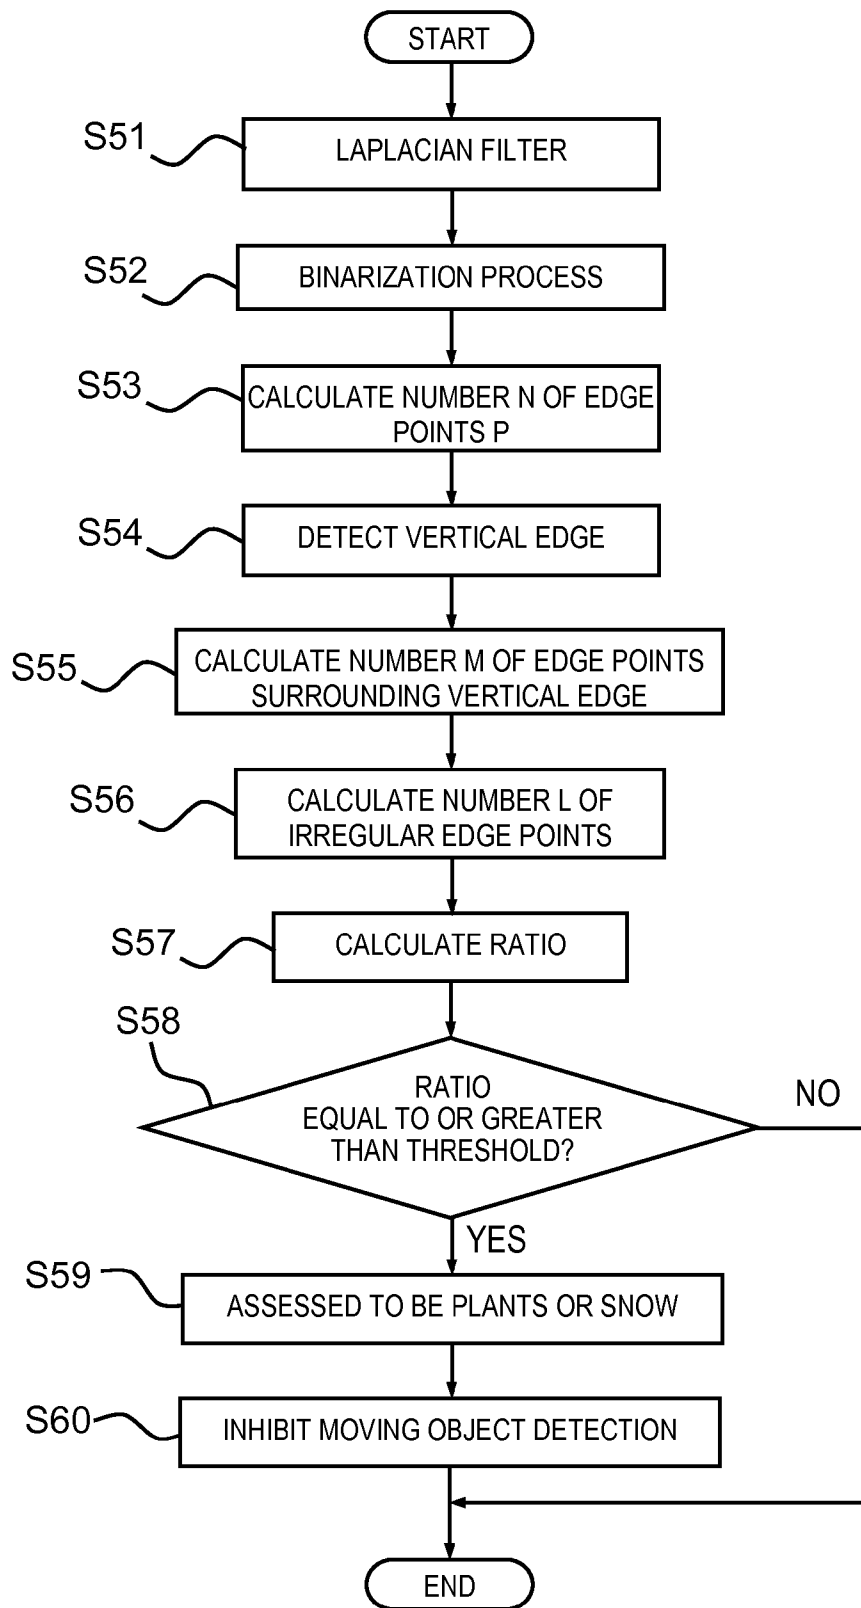 START
S51
LAPLACIAN FILTER
S52
BINARIZATION PROCESS
S53
CALCULATE NUMBER N OF EDGE
POINTS P
S54
DETECT VERTICAL EDGE
S55
CALCULATE NUMBER M OF EDGE POINTS
SURROUNDING VERTICAL EDGE
S56
CALCULATE NUMBER L OF
IRREGULAR EDGE POINTS
S57
CALCULATE RATIO
S58
RATIO
EQUAL TO OR GREATER
THAN THRESHOLD?
NO
YES
S59
ASSESSED TO BE PLANTS OR SNOW
S60
INHIBIT MOVING OBJECT DETECTION
END